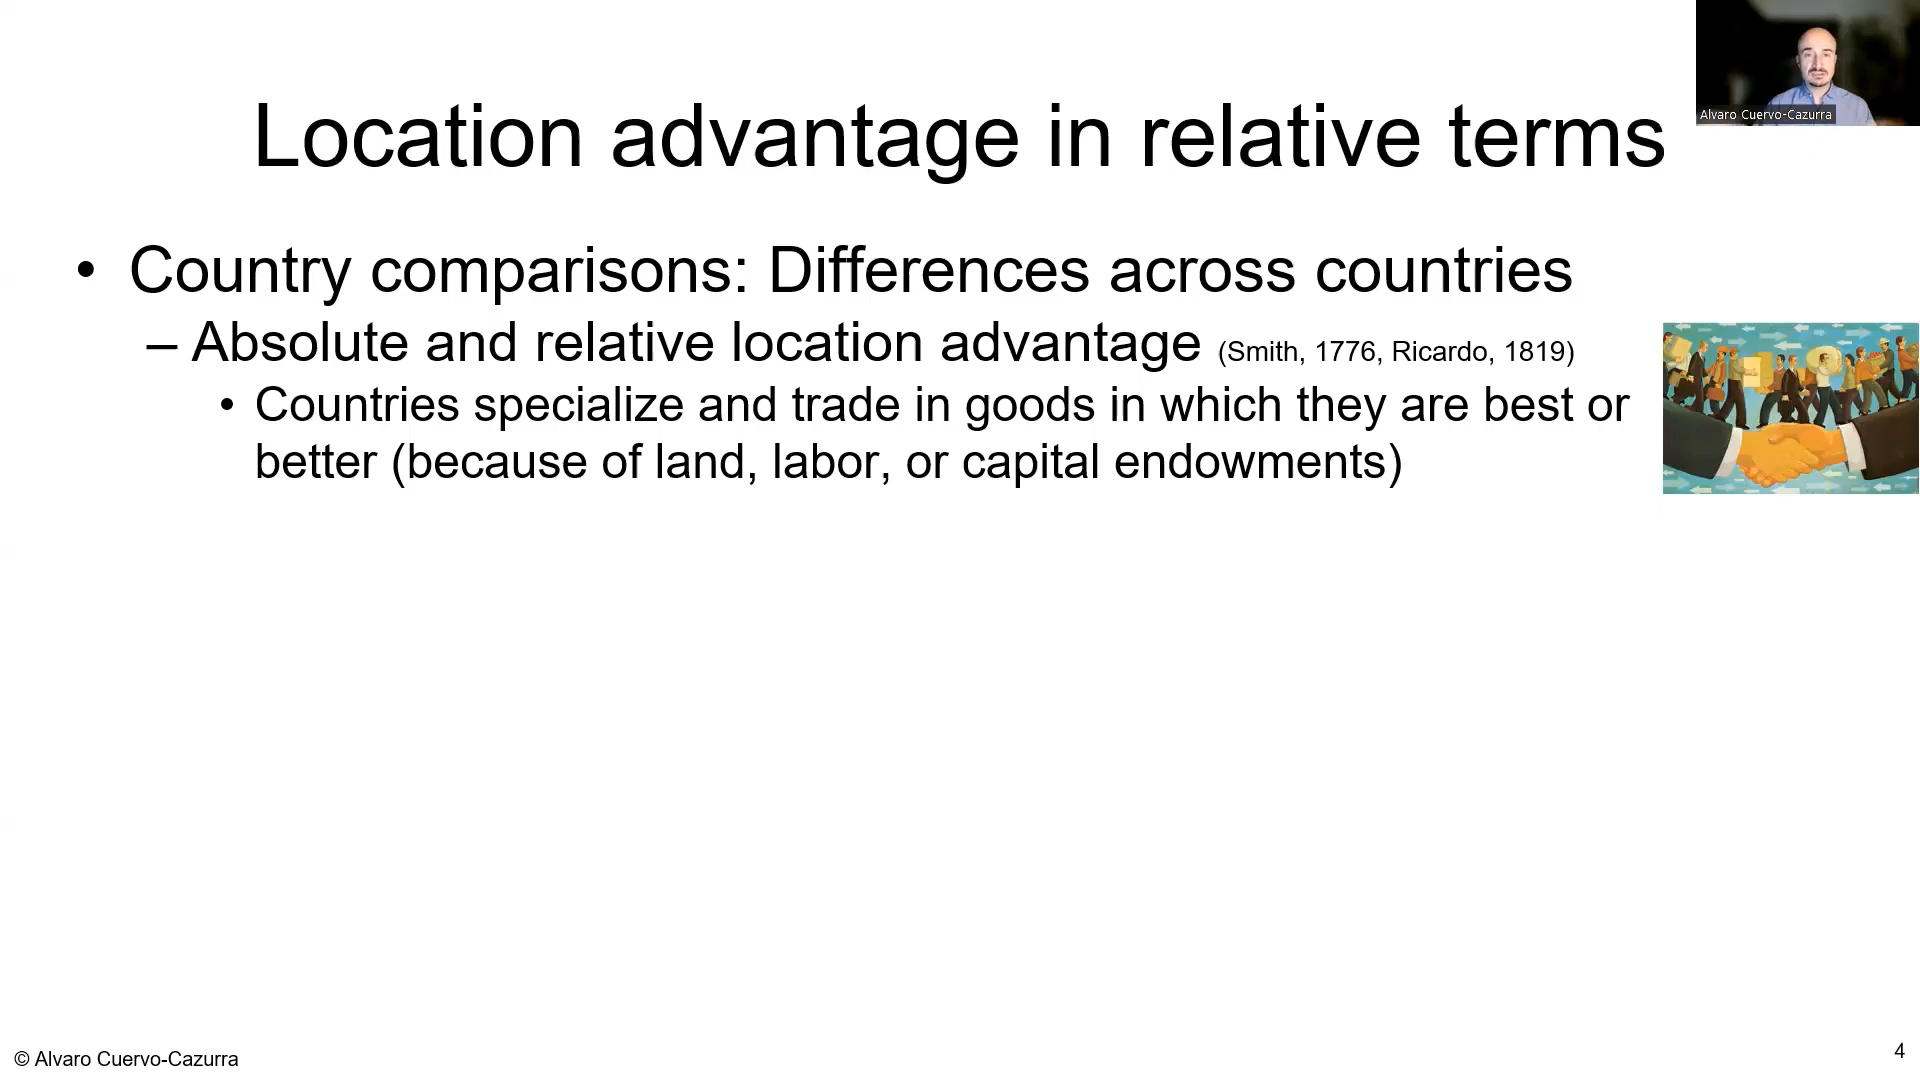 Alvaro Cuervo-Cazurra
Location advantage in relative terms
• Country comparisons: Differences across countries
– Absolute and relative location advantage (Smith, 1776, Ricardo, 1819)
• Countries specialize and trade in goods in which they are best or
better (because of land, labor, or capital endowments)
© Alvaro Cuervo-Cazurra
4